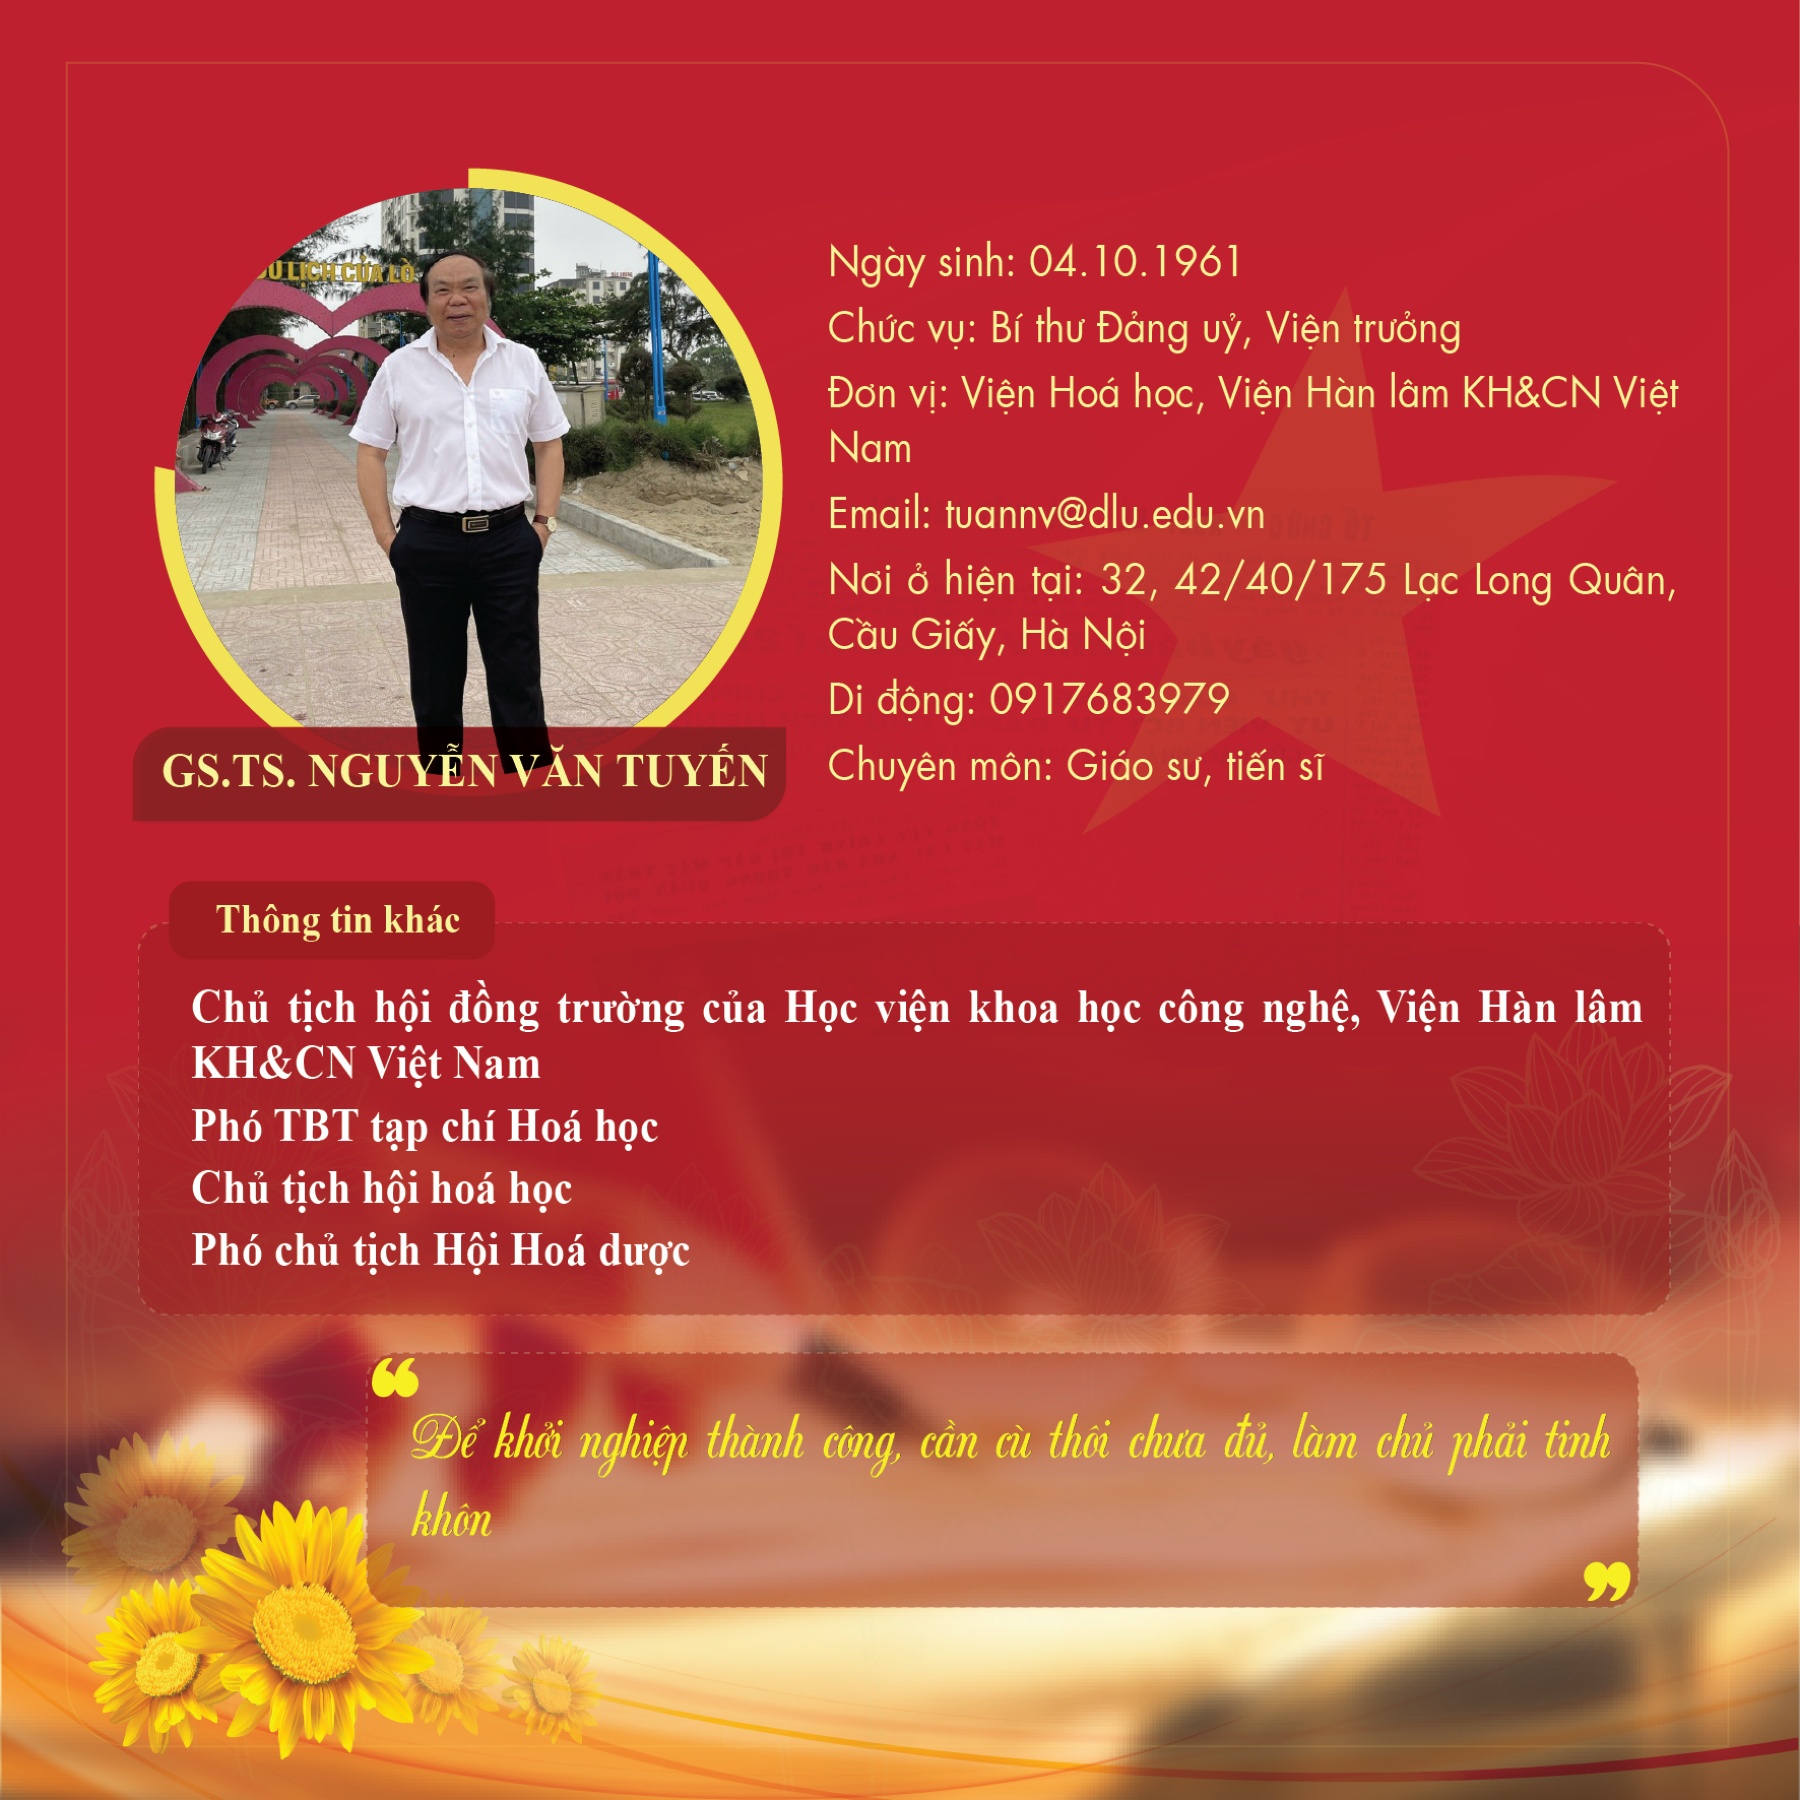 DU LỊCH CỬA LÒ
Ngày sinh: 04.10.1961
Chức vụ: Bí thư Đảng uỷ, Viện trưởng
Đơn vị: Viện Hoá học, Viện Hàn lâm KH&CN Việt
Nam
Email: tuannv@dlu.edu.vn
Nơi ở hiện tại: 32, 42/40/175 Lạc Long Quân,
Cầu Giấy, Hà Nội
Di động: 0917683979
Chuyên môn: Giáo sư, tiến sĩ
GS.TS. NGUYỄN VĂN TUYẾN
Thông tin khác
Chủ tịch hội đồng trường của Học viện khoa học công nghệ, Viện Hàn lâm
KH&CN Việt Nam
Phó TBT tạp chí Hoá học
Chủ tịch hội hoá học
Phó chủ tịch Hội Hoá dược
“
Để khởi nghiệp thành công, cần cù thôi chưa đủ, làm chủ phải tinh
khôn
”